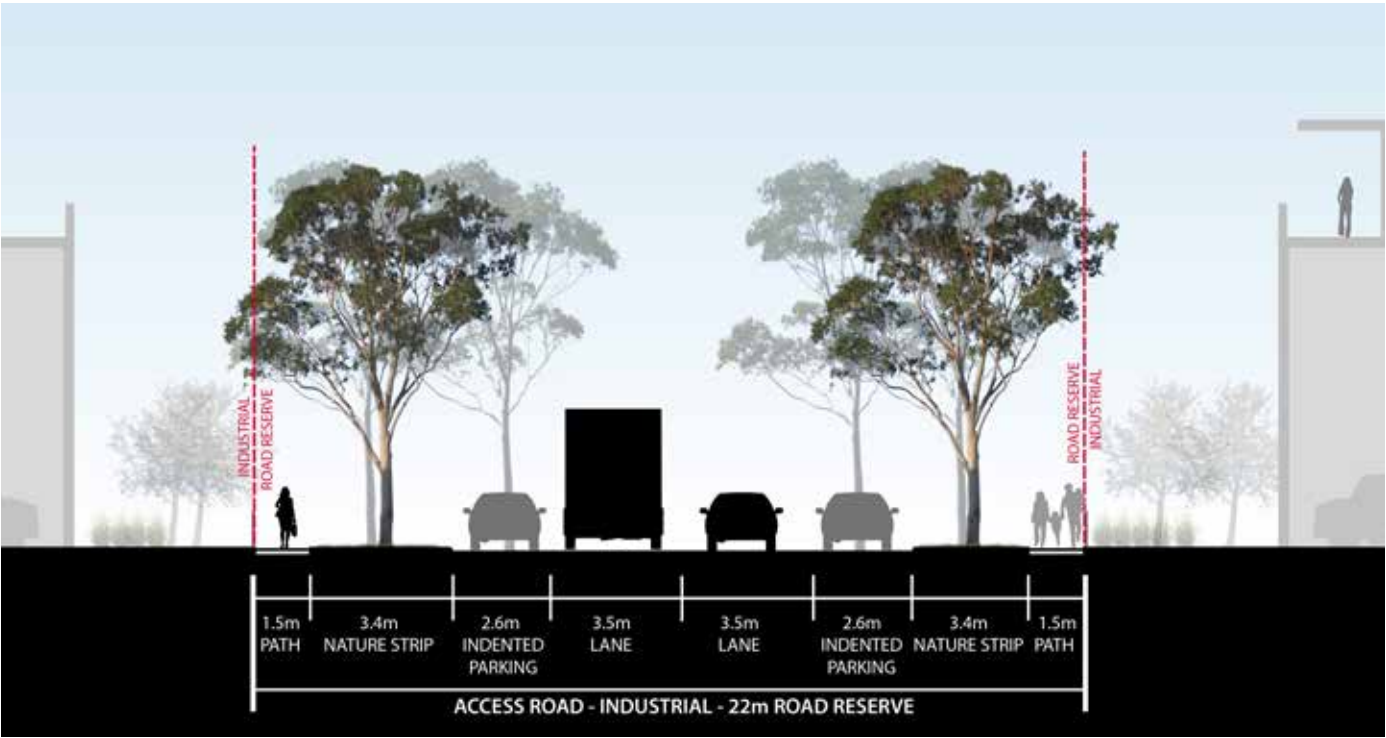 INDUSTRIAL
ROAD RESERVE
ROAD RESERVE
INDUSTRIAL
1.5m
PATH
3.4m
NATURE STRIP
2.6m
INDENTED
PARKING
3.5m
LANE
3.5m
LANE
2.6m
INDENTED
PARKING
3.4m
NATURE STRIP
1.5m
PATH
ACCESS ROAD - INDUSTRIAL - 22m ROAD RESERVE